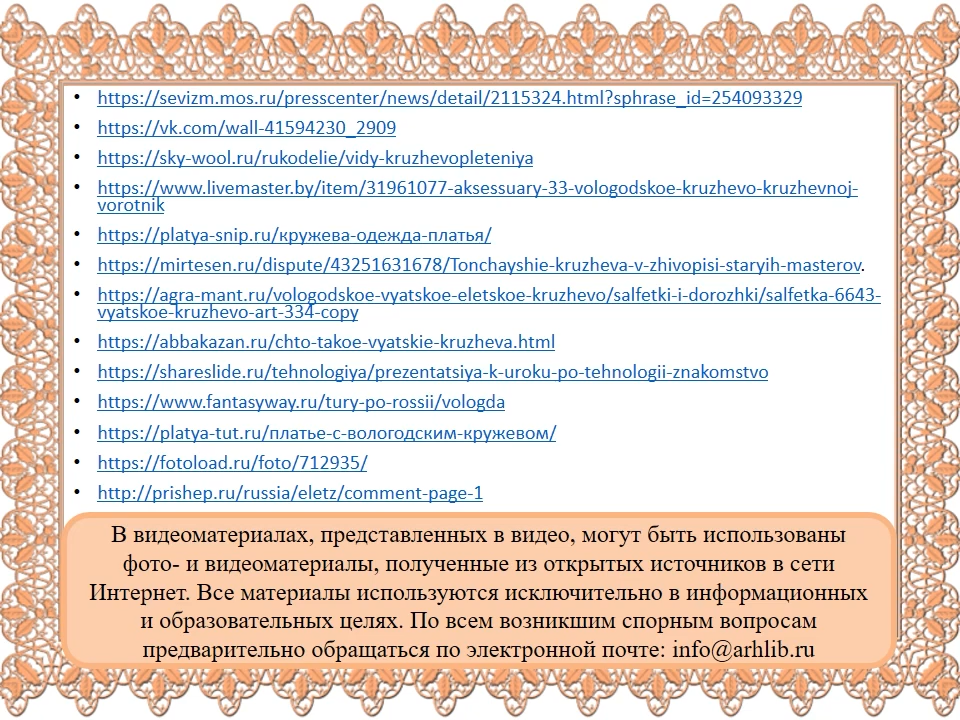 • https://sevizm.mos.ru/presscenter/news/detail/2115324.html?sphrase_id=254093329
• https://vk.com/wall-41594230_2909
• https://sky-wool.ru/rukodelie/vidy-kruzhevopleteniya
• https://www.livemaster.by/item/31961077-aksessuary-33-vologodskoe-kruzhevo-kruzhevnoj-
vorotnik
• https://platya-snip.ru/кружева-одежда-платья/
• https://mirtesen.ru/dispute/43251631678/Tonchayshie-kruzheva-v-zhivopisi-staryih-masterov.
• https://agra-mant.ru/vologodskoe-vyatskoe-eletskoe-kruzhevo/salfetki-i-dorozhki/salfetka-6643-
vyatskoe-kruzhevo-art-334-copy
• https://abbakazan.ru/chto-takoe-vyatskie-kruzheva.html
• https://shareslide.ru/tehnologiya/prezentatsiya-k-uroku-po-tehnologii-znakomstvo
• https://www.fantasyway.ru/tury-po-rossii/vologda
• https://platya-tut.ru/платье-с-вологодским-кружевом/
• https://fotoload.ru/foto/712935/
• http://prishep.ru/russia/eletz/comment-page-1
В видеоматериалах, представленных в видео, могут быть использованы
фото- и видеоматериалы, полученные из открытых источников в сети
Интернет. Все материалы используются исключительно в информационных
и образовательных целях. По всем возникшим спорным вопросам
предварительно обращаться по электронной почте: info@arhlib.ru